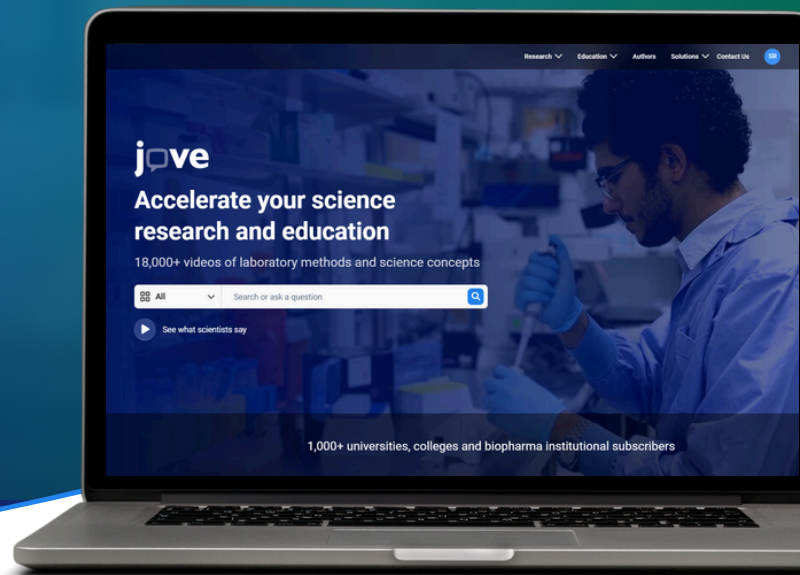 Research
Education
Authors
Solutions
Contact Us
SR
jove
Accelerate your science
research and education
18,000+ videos of laboratory methods and science concepts
All
Search or ask a question
See what scientists say
1,000+ universities, colleges and biopharma institutional subscribers